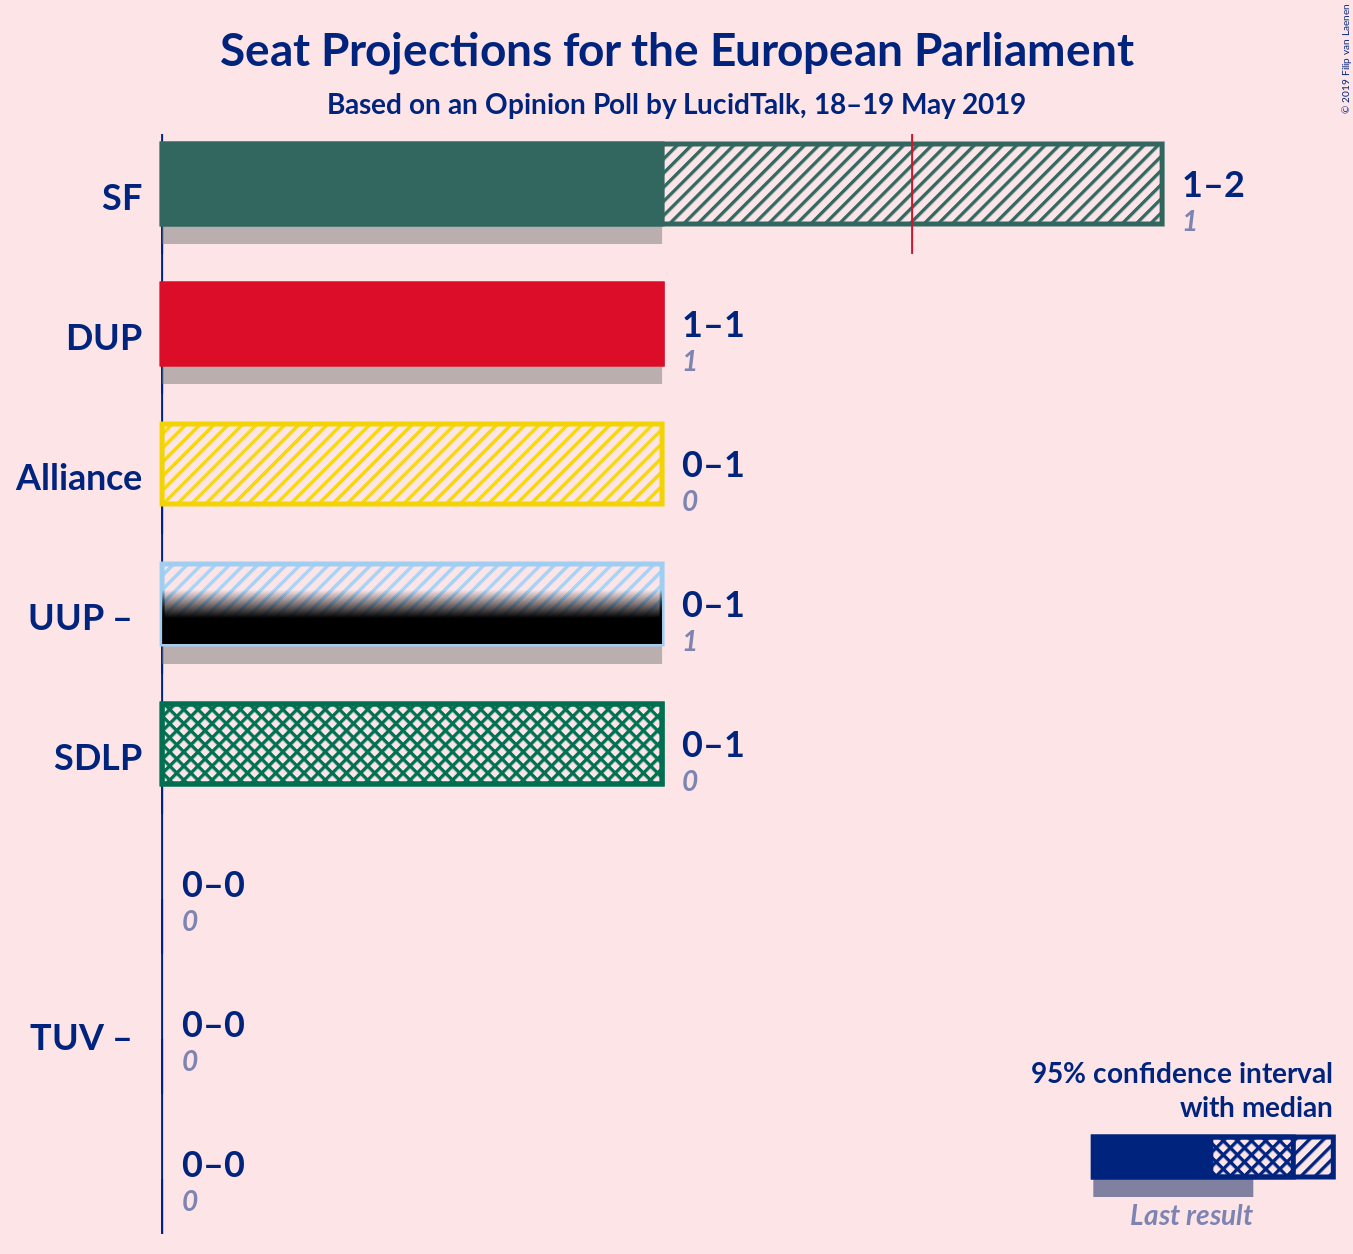 Seat Projections for the European Parliament
Based on an Opinion Poll by LucidTalk, 18–19 May 2019
© 2019 Filip van Laenen
SF
1–2
1
DUP
1–1
1
Alliance
0–1
0
UUP –
0–1
1
SDLP
0–1
0
0–0
0
TUV –
0–0
0
0–0
0
95% confidence interval
with median
Last result